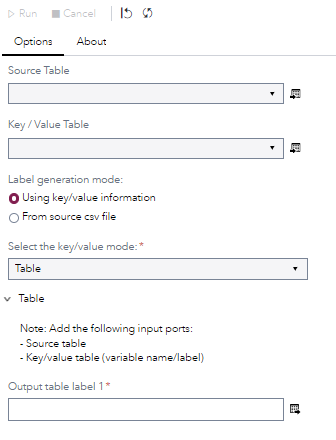 Run Cancel
Options About
Source Table
Key / Value Table
Label generation mode:
Using key/value information
From source csv file
Select the key/value mode: *
Table
Table
Note: Add the following input ports:
- Source table
- Key/value table (variable name/label)
Output table label 1 *